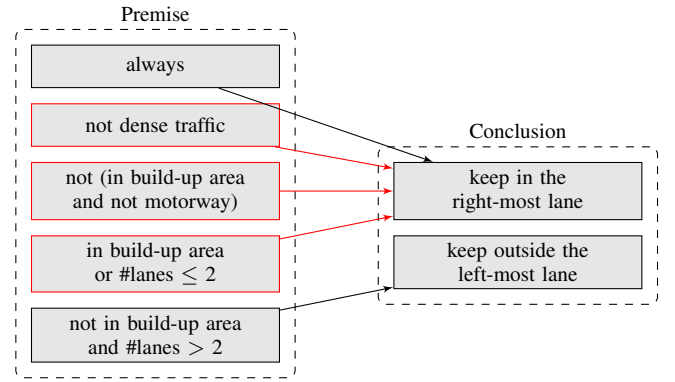 Premise
always
not dense traffic
not (in build-up area
and not motorway)
in build-up area
or #lanes ≤ 2
not in build-up area
and #lanes > 2
Conclusion
keep in the
right-most lane
keep outside the
left-most lane